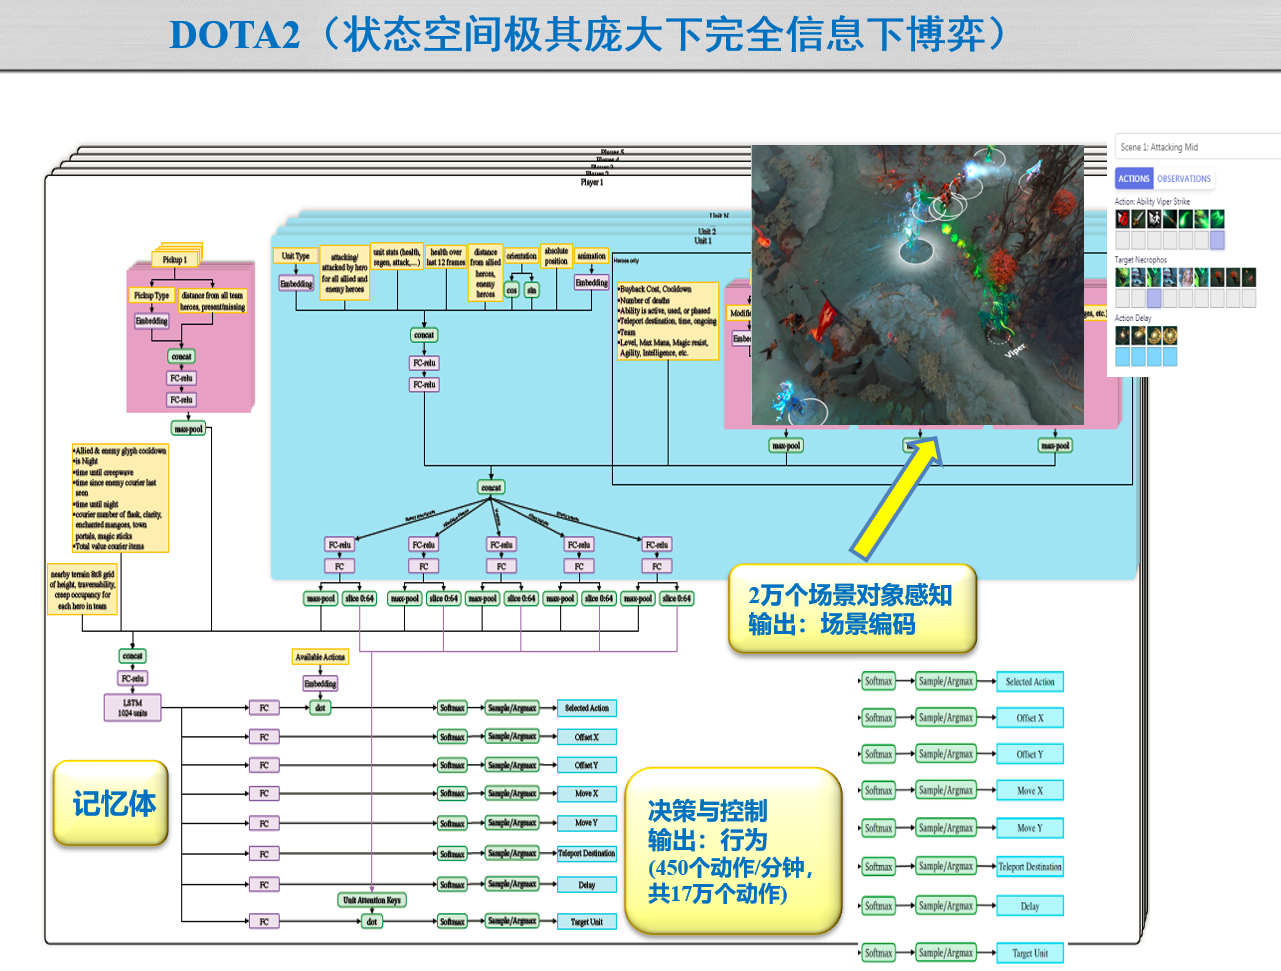 DOTA2（状态空间极其庞大下完全信息下博弈）
Player 5
Player 4
Player 3
Player 2
Player 1
Scene 1: Attacking Mid
ACTIONS
OBSERVATIONS
Action: Ability Viper Strike
Target Necrophos
Action Delay
Viper
Unit N
Unit 2
Unit 1
Pickup 1
Pickup Type
distance from all team
heroes, present/missing
Embedding
concat
FC-relu
FC-relu
max-pool
Unit Type
Embedding
attacking/
attacked by hero
for all allied and
enemy heroes
unit stats (health,
regen, attack,...)
health over
last 12 frames
distance
from allied
heroes,
enemy
heroes
orientation
cos
sin
absolute
position
animation
Embedding
concat
FC-relu
FC-relu
Heroes only
•Buyback Cost, Cooldown
•Number of deaths
•Ability is active, used, or phased
•Teleport destination, time, ongoing
•Team
•Level, Max Mana, Magic resist,
Agility, Intelligence, etc.
max-pool
max-pool
concat
FC-relu
FC-relu
FC-relu
FC-relu
FC-relu
FC
FC
FC
FC
FC
max-pool
slice 0:64
max-pool
slice 0:64
max-pool
slice 0:64
max-pool
slice 0:64
max-pool
slice 0:64
•Allied & enemy glyph cooldown
•is Night
•time until creepwave
•time since enemy courier last
seen
•time until night
•courier number of flask, clarity,
enchanted mangoes, town
portals, magic sticks
•Total value courier items
nearby terrain 8x8 grid
of height, traversability,
creep occupancy for
each hero in team
concat
FC-relu
LSTM
1024 units
Available Actions
Embedding
FC
dot
Softmax
Sample/Argmax
Selected Action
FC
Softmax
Sample/Argmax
Offset X
FC
Softmax
Sample/Argmax
Offset Y
FC
Softmax
Sample/Argmax
Move X
FC
Softmax
Sample/Argmax
Move Y
FC
Softmax
Sample/Argmax
Teleport Destination
FC
Softmax
Sample/Argmax
Delay
Unit Attention Keys
FC
dot
Softmax
Sample/Argmax
Target Unit
记忆体
2万个场景对象感知
输出：场景编码
决策与控制
输出：行为
(450个动作/分钟，
共17万个动作)
Softmax
Sample/Argmax
Selected Action
Softmax
Sample/Argmax
Offset X
Softmax
Sample/Argmax
Offset Y
Softmax
Sample/Argmax
Move X
Softmax
Sample/Argmax
Move Y
Softmax
Sample/Argmax
Teleport Destination
Softmax
Sample/Argmax
Delay
Softmax
Sample/Argmax
Target Unit